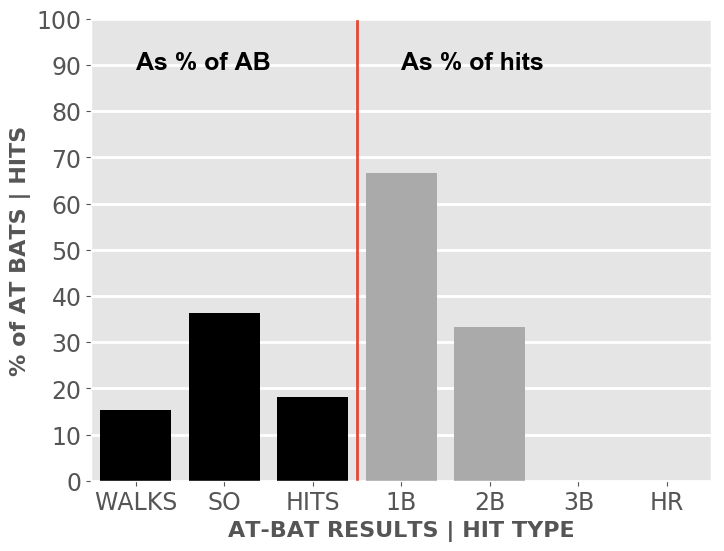 100
90
80
70
60
50
40
30
20
10
0
% of AT BATS | HITS
As % of AB
As % of hits
WALKS SO HITS 1B 2B 3B HR
AT-BAT RESULTS | HIT TYPE